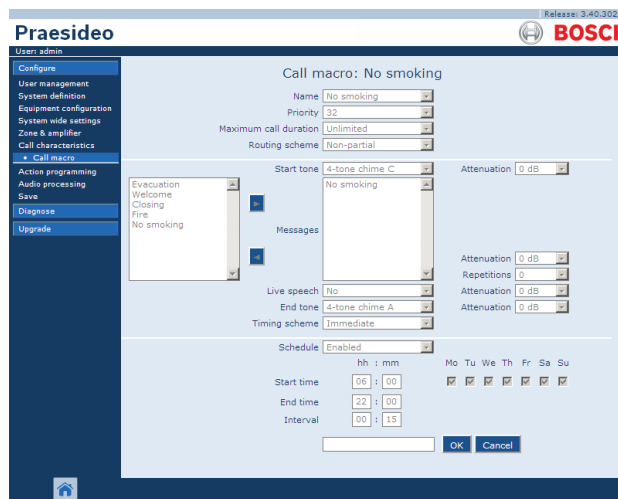 Release: 3.40.302
Praesideo
BOSCH
User: admin
Configure
User management
System definition
Equipment configuration
System wide settings
Zone & amplifier
Call characteristics
• Call macro
Action programming
Audio processing
Save
Diagnose
Upgrade
Call macro: No smoking
Name No smoking
Priority 32
Maximum call duration Unlimited
Routing scheme Non-partial
Start tone 4-tone chime C Attenuation 0 dB
Evacuation
Welcome
Closing
Fire
No smoking
Messages
No smoking
Attenuation 0 dB
Repetitions 0
Live speech No Attenuation 0 dB
End tone 4-tone chime A Attenuation 0 dB
Timing scheme Immediate
Schedule Enabled
hh : mm Mo Tu We Th Fr Sa Su
Start time 06 : 00
End time 22 : 00
Interval 00 : 15
OK Cancel